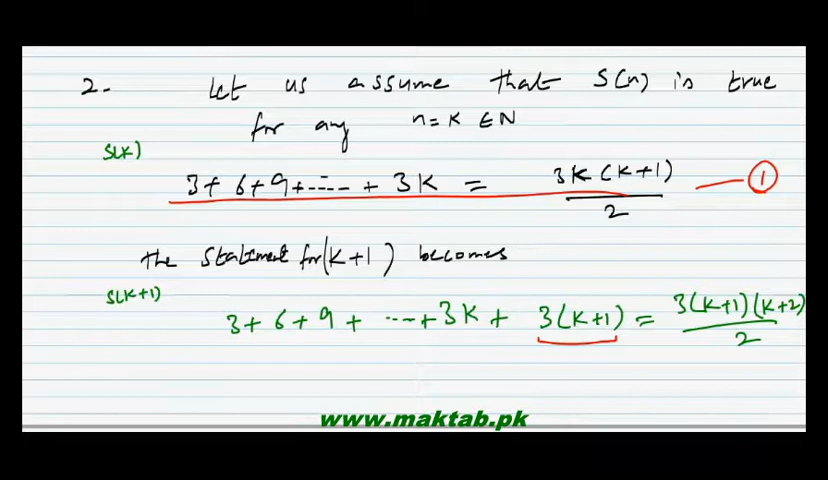 2. Let us assume that S(n) is true
for any n = K ∈ N
S(K)
3 + 6 + 9 + ---- + 3K = 3K(K+1)/2 — ①
the Statement for (K+1) becomes
S(K+1)
3 + 6 + 9 + ---- + 3K + 3(K+1) = 3(K+1)(K+2)/2
www.maktab.pk